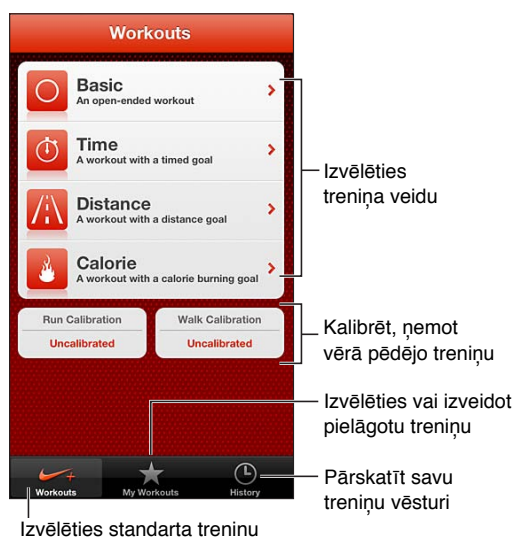 Workouts
Basic
An open-ended workout
Time
A workout with a timed goal
Distance
A workout with a distance goal
Calorie
A workout with a calorie burning goal
Izvēlēties
treniņa veidu
Run Calibration
Uncalibrated
Walk Calibration
Uncalibrated
Kalibrēt, ņemot
vērā pēdējo treniņu
Izvēlēties vai izveidot
pielāgotu treniņu
Workouts
My Workouts
History
Pārskatīt savu
treniņu vēsturi
Izvēlēties standarta treninu